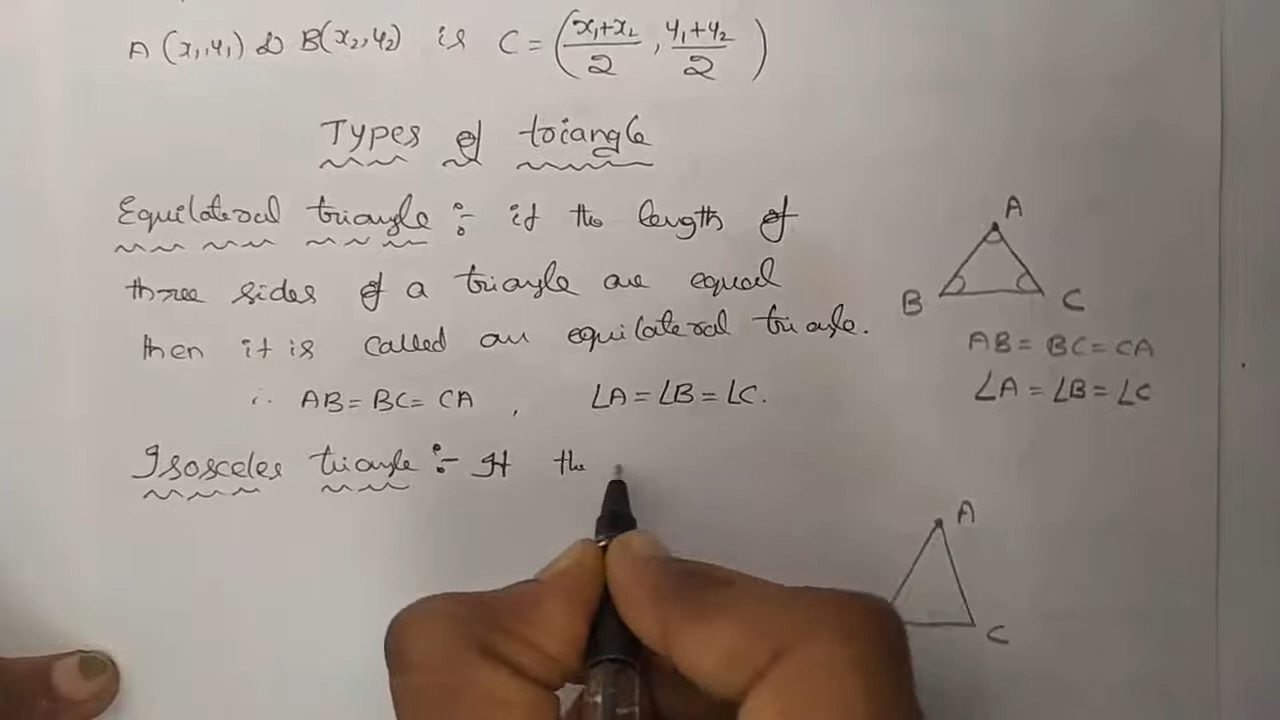 A (x₁,y₁) & B(x₂,y₂) is C = ((x₁+x₂)/2 , (y₁+y₂)/2)
Types of triangle
Equilateral triangle :- if the length of
three sides of a triangle are equal
then it is called an equilateral triangle.
∴ AB = BC = CA , ∠A = ∠B = ∠C.
A
B
C
AB = BC = CA
∠A = ∠B = ∠C
Isosceles triangle :- If the
A
C